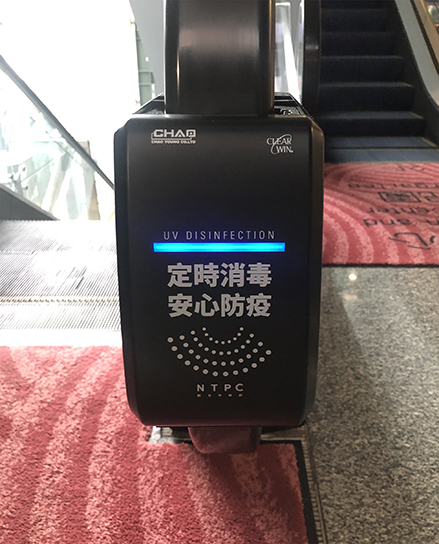 CHAO
CHAO YOUNG CO.,LTD
CLEAR
WIN
UV DISINFECTION
定時消毒
安心防疫
NTPC